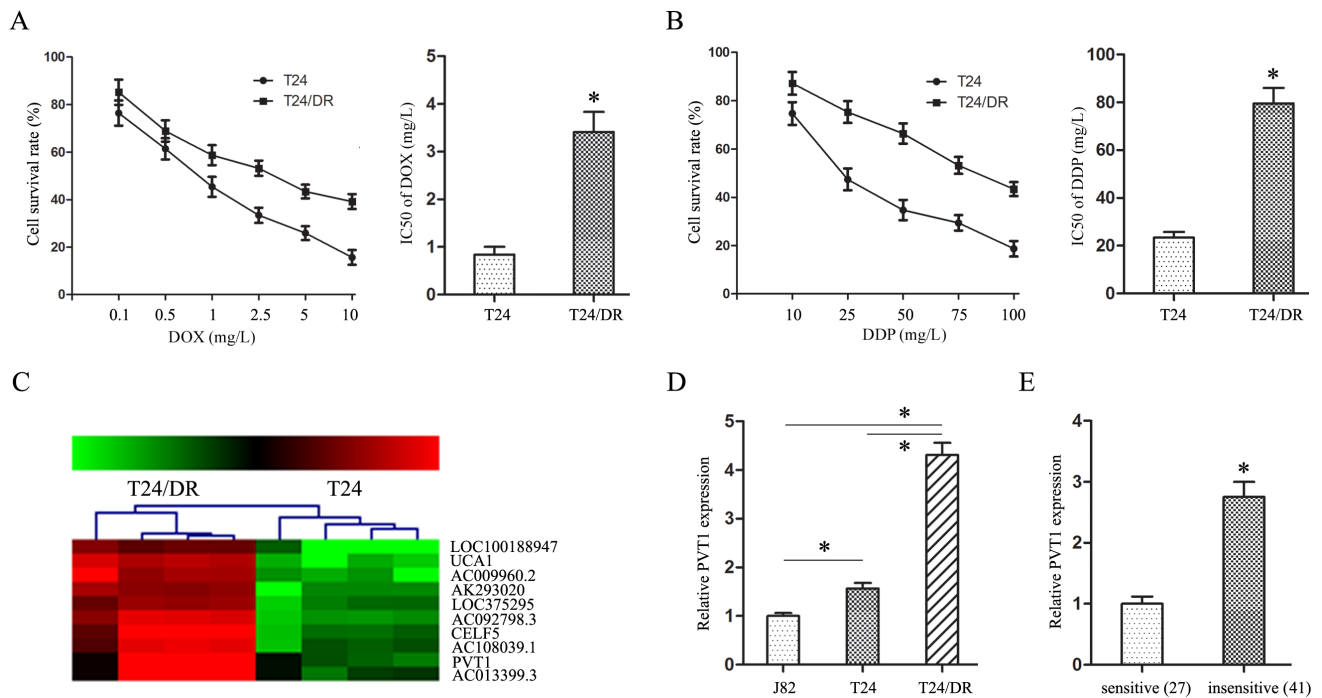 A
Cell survival rate (%)
100
80
60
40
20
0
T24
T24/DR
0.1 0.5 1 2.5 5 10
DOX (mg/L)
IC50 of DOX (mg/L)
5
4
3
2
1
0
*
T24 T24/DR
B
Cell survival rate (%)
100
80
60
40
20
0
T24
T24/DR
10 25 50 75 100
DDP (mg/L)
IC50 of DDP (mg/L)
100
80
60
40
20
0
*
T24 T24/DR
C
T24/DR T24
LOC100188947
UCA1
AC009960.2
AK293020
LOC375295
AC092798.3
CELF5
AC108039.1
PVT1
AC013399.3
D
Relative PVT1 expression
5
4
3
2
1
0
*
*
*
J82 T24 T24/DR
E
Relative PVT1 expression
4
3
2
1
0
*
sensitive (27) insensitive (41)